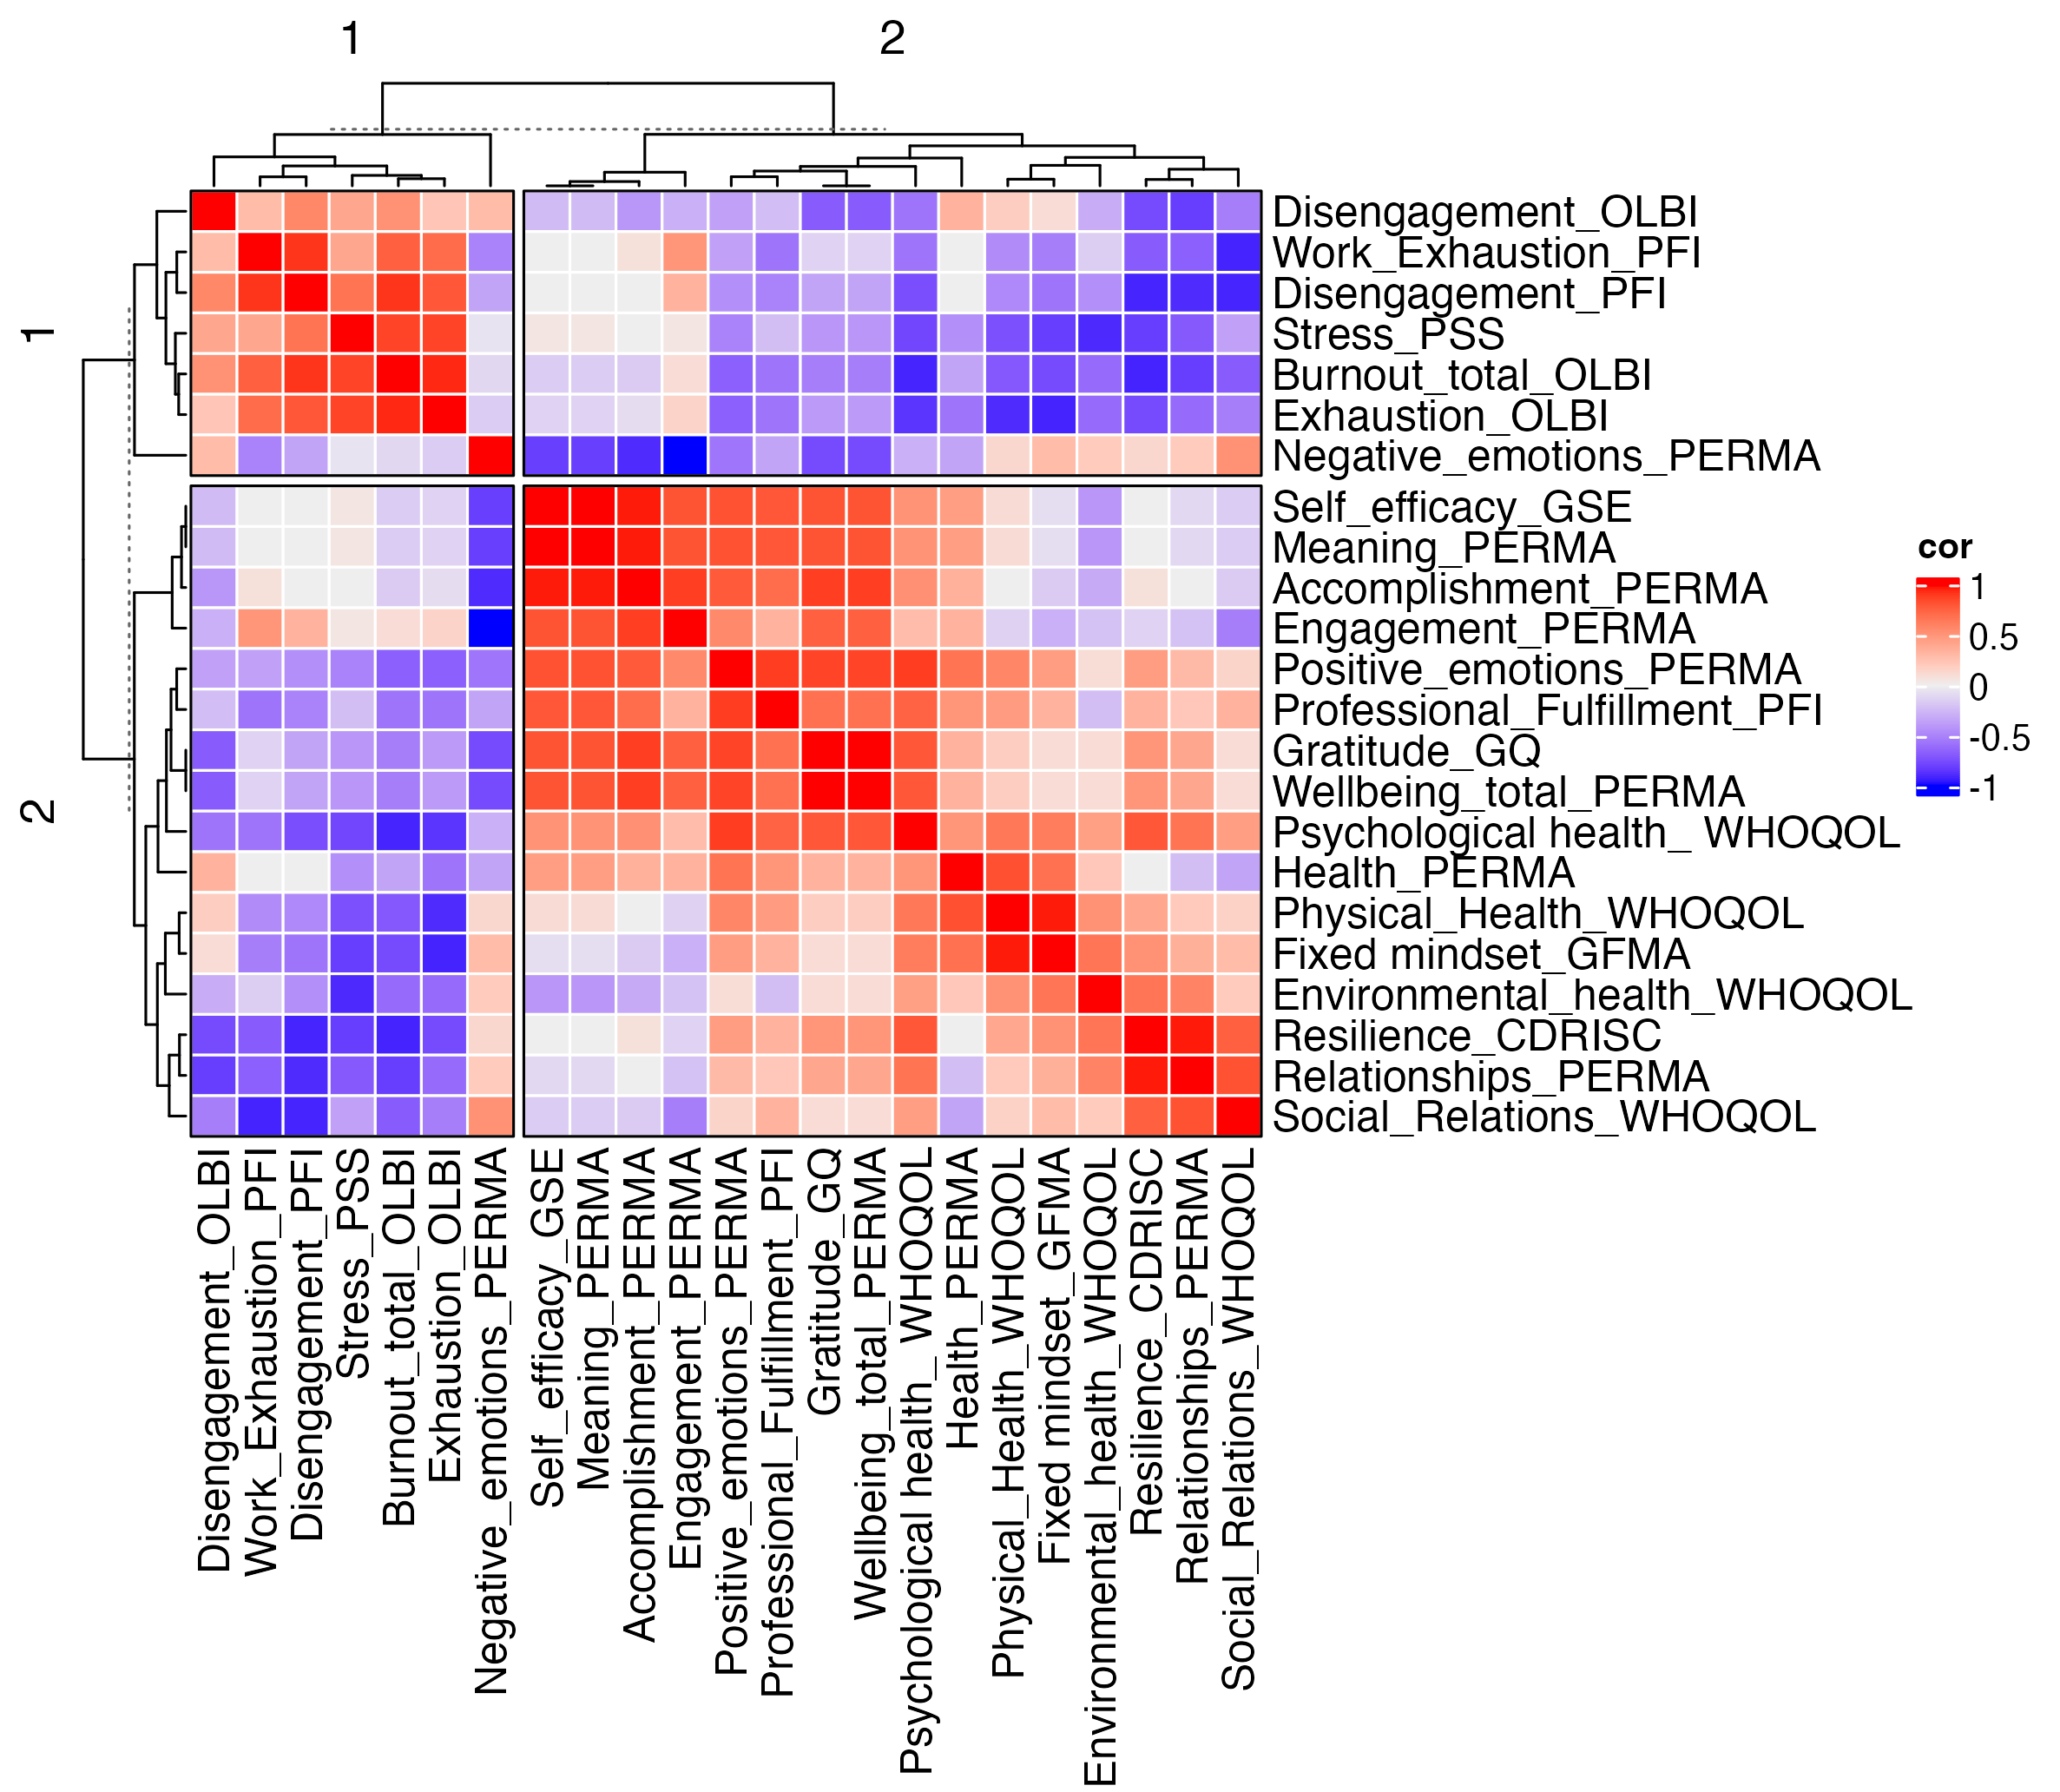 1
2
1
2
Disengagement_OLBI
Work_Exhaustion_PFI
Disengagement_PFI
Stress_PSS
Burnout_total_OLBI
Exhaustion_OLBI
Negative_emotions_PERMA
Self_efficacy_GSE
Meaning_PERMA
Accomplishment_PERMA
Engagement_PERMA
Positive_emotions_PERMA
Professional_Fulfillment_PFI
Gratitude_GQ
Wellbeing_total_PERMA
Psychological health_ WHOQOL
Health_PERMA
Physical_Health_WHOQOL
Fixed mindset_GFMA
Environmental_health_WHOQOL
Resilience_CDRISC
Relationships_PERMA
Social_Relations_WHOQOL
cor
1
0.5
0
-0.5
-1
Disengagement_OLBI
Work_Exhaustion_PFI
Disengagement_PFI
Stress_PSS
Burnout_total_OLBI
Exhaustion_OLBI
Negative_emotions_PERMA
Self_efficacy_GSE
Meaning_PERMA
Accomplishment_PERMA
Engagement_PERMA
Positive_emotions_PERMA
Professional_Fulfillment_PFI
Gratitude_GQ
Wellbeing_total_PERMA
Psychological health_ WHOQOL
Health_PERMA
Physical_Health_WHOQOL
Fixed mindset_GFMA
Environmental_health_WHOQOL
Resilience_CDRISC
Relationships_PERMA
Social_Relations_WHOQOL